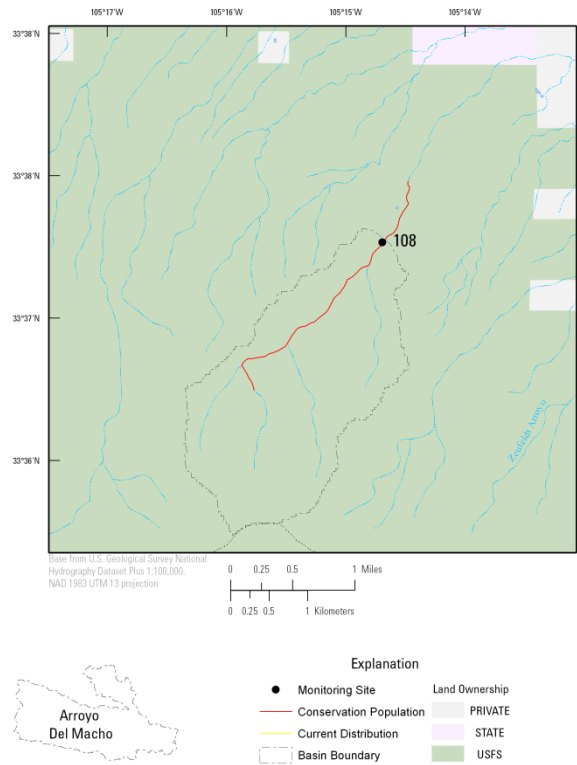 105°17'W 105°16'W 105°15'W 105°14'W
33°38'N
33°38'N
108
33°37'N
Zeufeldt Arroyo
33°36'N
Base from U.S. Geological Survey National
Hydrography Dataset Plus 1:100,000.
NAD 1983 UTM 13 projection
0 0.25 0.5 1 Miles
0 0.25 0.5 1 Kilometers
Explanation
Monitoring Site
Conservation Population
Current Distribution
Basin Boundary
Land Ownership
PRIVATE
STATE
USFS
Arroyo
Del Macho